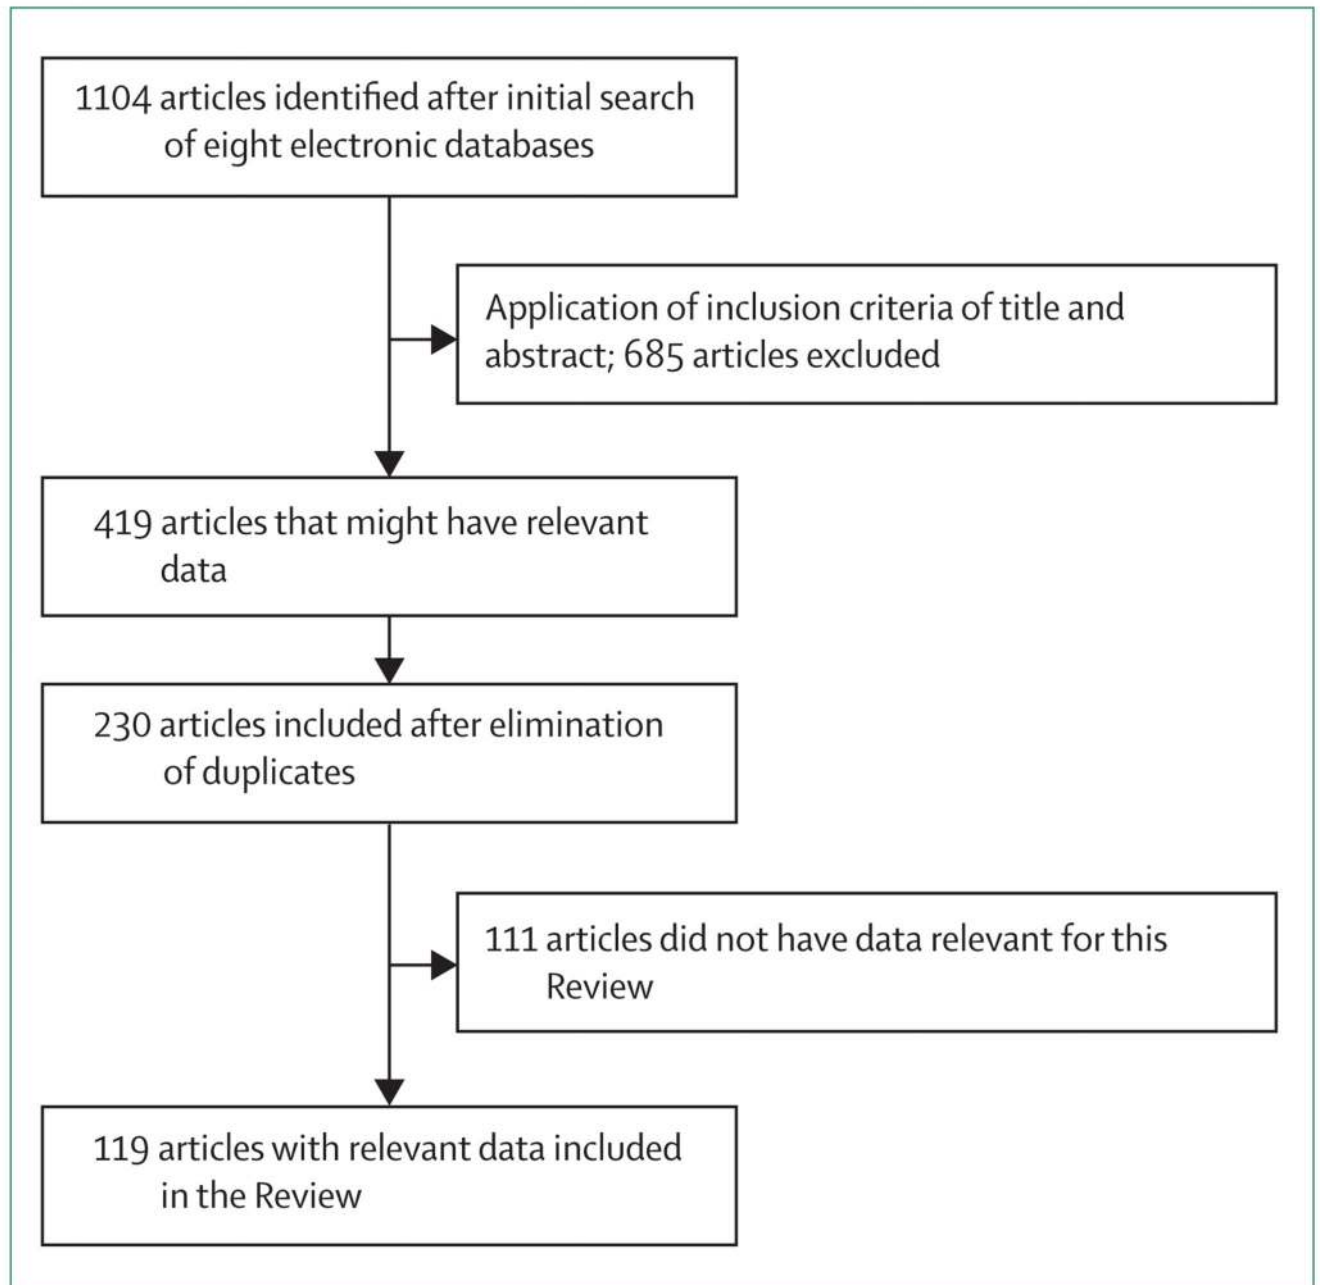 1104 articles identified after initial search
of eight electronic databases
Application of inclusion criteria of title and
abstract; 685 articles excluded
419 articles that might have relevant
data
230 articles included after elimination
of duplicates
111 articles did not have data relevant for this
Review
119 articles with relevant data included
in the Review